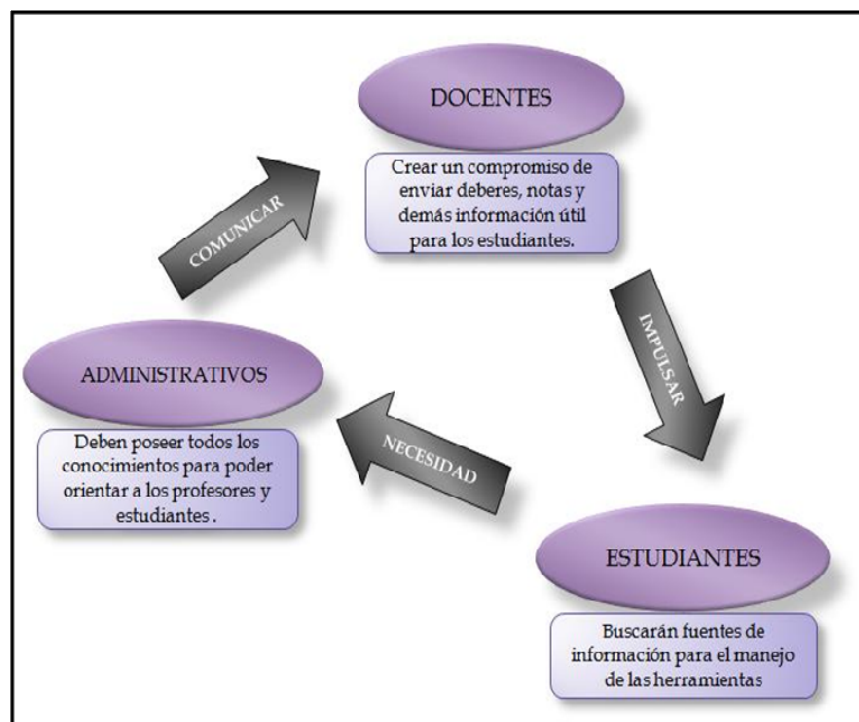 DOCENTES
Crear un compromiso de
enviar deberes, notas y
demás información útil
para los estudiantes.
COMUNICAR
IMPULSAR
ADMINISTRATIVOS
Deben poseer todos los
conocimientos para poder
orientar a los profesores y
estudiantes .
NECESIDAD
ESTUDIANTES
Buscarán fuentes de
información para el manejo
de las herramientas